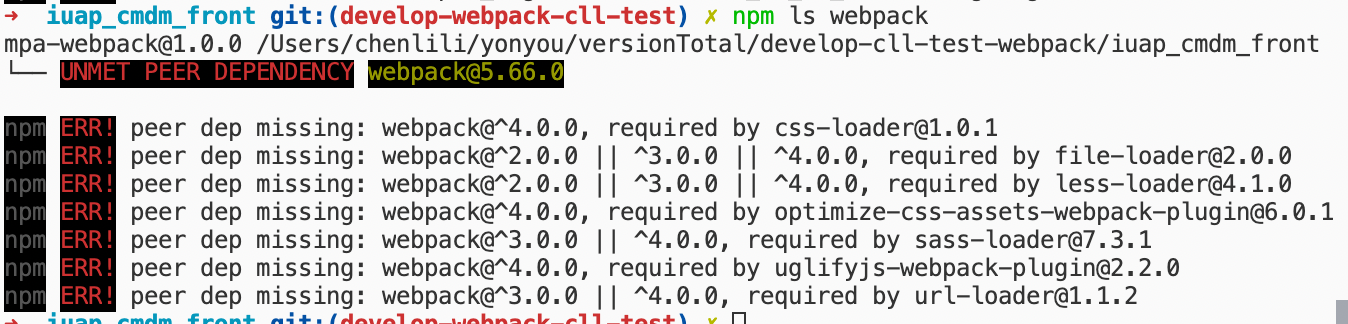 ➜ iuap_cmdm_front git:(develop-webpack-cll-test) ✗ npm ls webpack
mpa-webpack@1.0.0 /Users/chenlili/yonyou/versionTotal/develop-cll-test-webpack/iuap_cmdm_front
└── UNMET PEER DEPENDENCY webpack@5.66.0
npm ERR! peer dep missing: webpack@^4.0.0, required by css-loader@1.0.1
npm ERR! peer dep missing: webpack@^2.0.0 || ^3.0.0 || ^4.0.0, required by file-loader@2.0.0
npm ERR! peer dep missing: webpack@^2.0.0 || ^3.0.0 || ^4.0.0, required by less-loader@4.1.0
npm ERR! peer dep missing: webpack@^4.0.0, required by optimize-css-assets-webpack-plugin@6.0.1
npm ERR! peer dep missing: webpack@^3.0.0 || ^4.0.0, required by sass-loader@7.3.1
npm ERR! peer dep missing: webpack@^4.0.0, required by uglifyjs-webpack-plugin@2.2.0
npm ERR! peer dep missing: webpack@^3.0.0 || ^4.0.0, required by url-loader@1.1.2
➜ iuap_cmdm_front git:(develop-webpack-cll-test) ✗